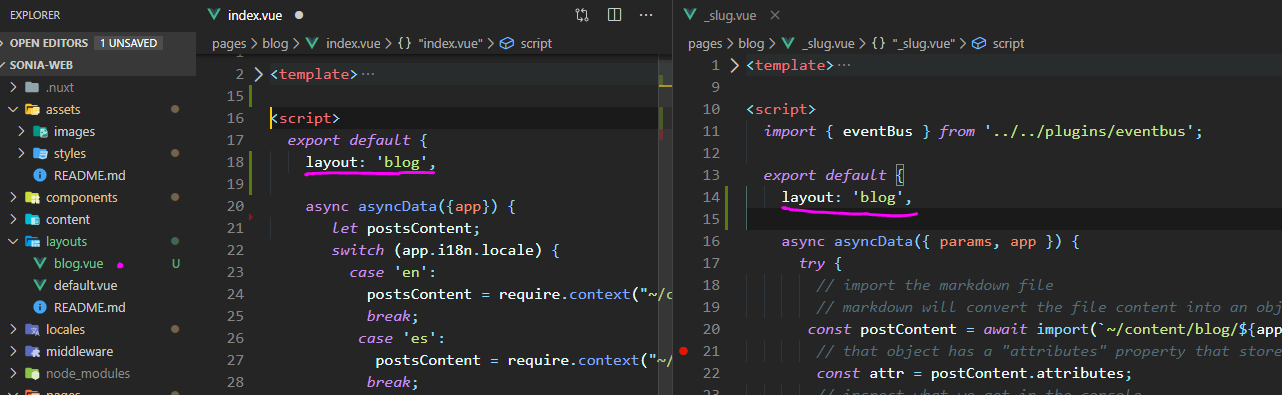 EXPLORER
OPEN EDITORS 1 UNSAVED
SONIA-WEB
.nuxt
assets
images
styles
README.md
components
content
layouts
blog.vue U
default.vue
README.md
locales
middleware
node_modules
index.vue
pages > blog > index.vue > {} "index.vue" > script
2 <template> ···
15
16 <script>
17 export default {
18 layout: 'blog',
19
20 async asyncData({app}) {
21 let postsContent;
22 switch (app.i18n.locale) {
23 case 'en':
24 postsContent = require.context("~/c
25 break;
26 case 'es':
27 postsContent = require.context("~/
28 break;
_slug.vue
pages > blog > _slug.vue > {} "_slug.vue" > script
1 <template> ···
9
10 <script>
11 import { eventBus } from '../../plugins/eventbus';
12
13 export default {
14 layout: 'blog',
15
16 async asyncData({ params, app }) {
17 try {
18 // import the markdown file
19 // markdown will convert the file content into an obj
20 const postContent = await import(`~/content/blog/${app
21 // that object has a "attributes" property that store
22 const attr = postContent.attributes;